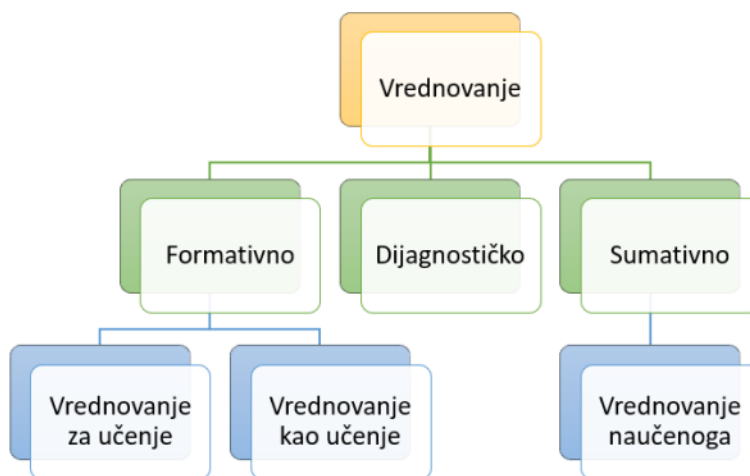 Vrednovanje
Formativno
Dijagnostičko
Sumativno
Vrednovanje
za učenje
Vrednovanje
kao učenje
Vrednovanje
naučenoga